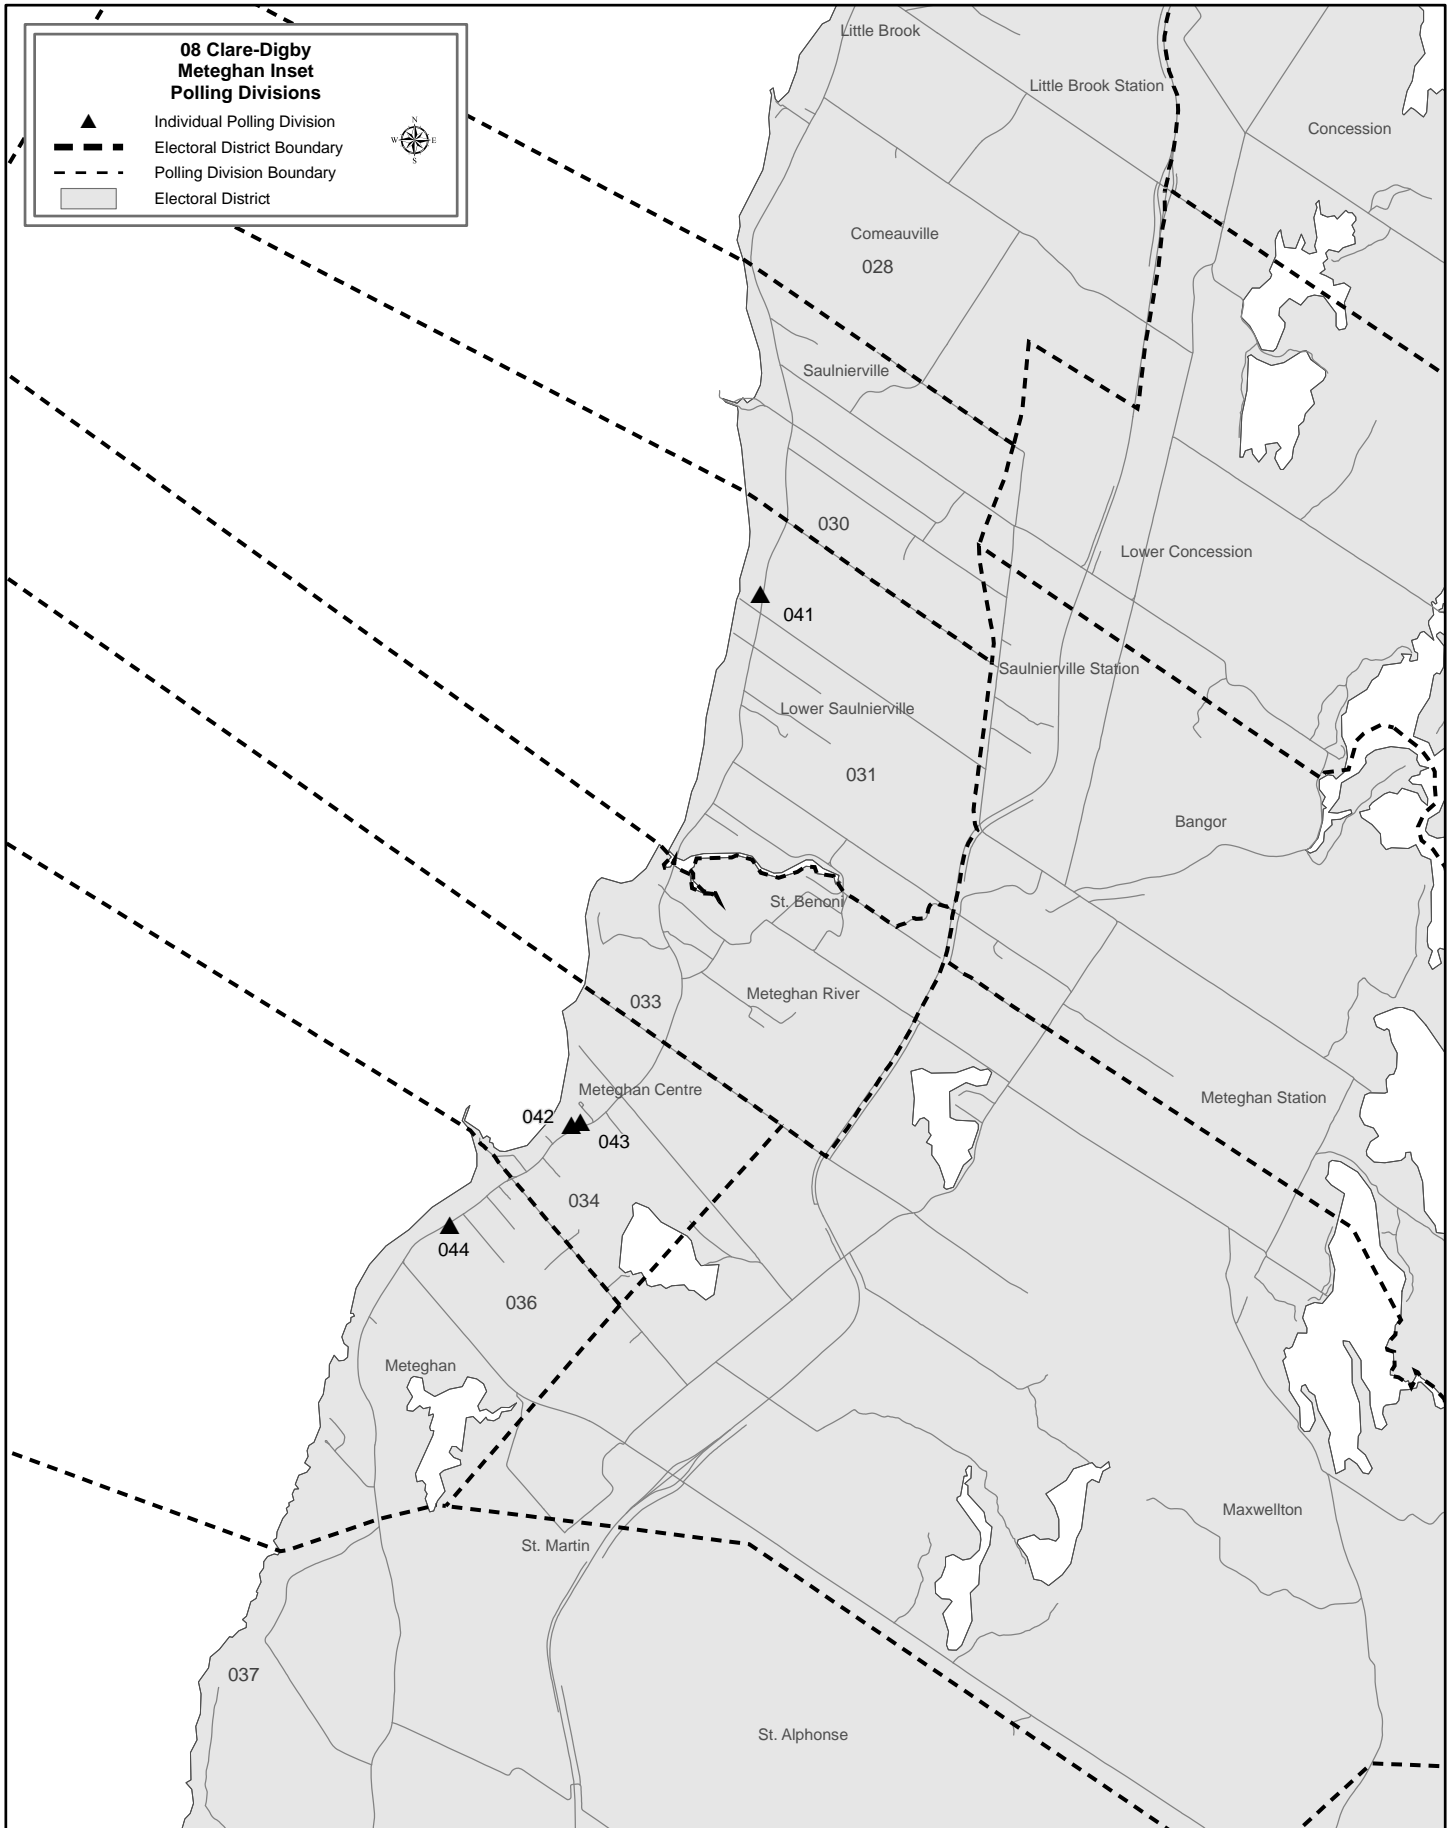 08 Clare-Digby
Meteghan Inset
Polling Divisions
Individual Polling Division
Electoral District Boundary
Polling Division Boundary
Electoral District
N
W E
S
Little Brook
Little Brook Station
Concession
Comeauville
028
Saulnierville
030
Lower Concession
041
Saulnierville Station
Lower Saulnierville
031
Bangor
St. Benoni
Meteghan River
033
Meteghan Centre
Meteghan Station
042
043
034
044
036
Meteghan
Maxwellton
St. Martin
037
St. Alphonse